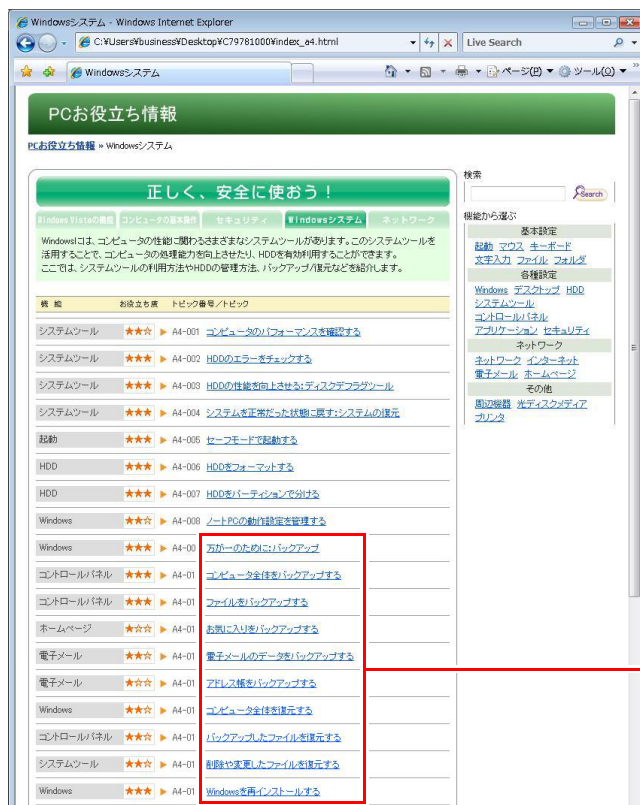 Windowsシステム - Windows Internet Explorer
C:¥Users¥business¥Desktop¥C79781000¥index_a4.html
Live Search
Windowsシステム
ページ(P) ツール(O)
PCお役立ち情報
PCお役立ち情報 » Windowsシステム
正しく、安全に使おう！
Windows Vistaの機能 コンピュータの基本操作 セキュリティ Windowsシステム ネットワーク
Windowsには、コンピュータの性能に関わるさまざまなシステムツールがあります。このシステムツールを
活用することで、コンピュータの処理能力を向上させたり、HDDを有効利用することができます。
ここでは、システムツールの利用方法やHDDの管理方法、バックアップ/復元などを紹介します。
機 能 お役立ち度 トピック番号／トピック
システムツール ★★☆ A4-001 コンピュータのパフォーマンスを確認する
システムツール ★★★ A4-002 HDDのエラーをチェックする
システムツール ★★★ A4-003 HDDの性能を向上させる:ディスクデフラグツール
システムツール ★★★ A4-004 システムを正常だった状態に戻す:システムの復元
起動 ★★★ A4-005 セーフモードで起動する
HDD ★★★ A4-006 HDDをフォーマットする
HDD ★★★ A4-007 HDDをパーティションで分ける
Windows ★★☆ A4-008 ノートPCの動作設定を管理する
Windows ★★★ A4-00 万が一のために:バックアップ
コントロールパネル ★★★ A4-01 コンピュータ全体をバックアップする
コントロールパネル ★★★ A4-01 ファイルをバックアップする
ホームページ ★☆☆ A4-01 お気に入りをバックアップする
電子メール ★★☆ A4-01 電子メールのデータをバックアップする
電子メール ★☆☆ A4-01 アドレス帳をバックアップする
Windows ★★☆ A4-01 コンピュータ全体を復元する
コントロールパネル ★★☆ A4-01 バックアップしたファイルを復元する
システムツール ★★☆ A4-01 削除や変更したファイルを復元する
Windows ★★★ A4-01 Windowsを再インストールする
検索
Search
機能から選ぶ
基本設定
起動 マウス キーボード
文字入力 ファイル フォルダ
各種設定
Windows デスクトップ HDD
システムツール
コントロールパネル
アプリケーション セキュリティ
ネットワーク
ネットワーク インターネット
電子メール ホームページ
その他
周辺機器 光ディスクメディア
プリンタ